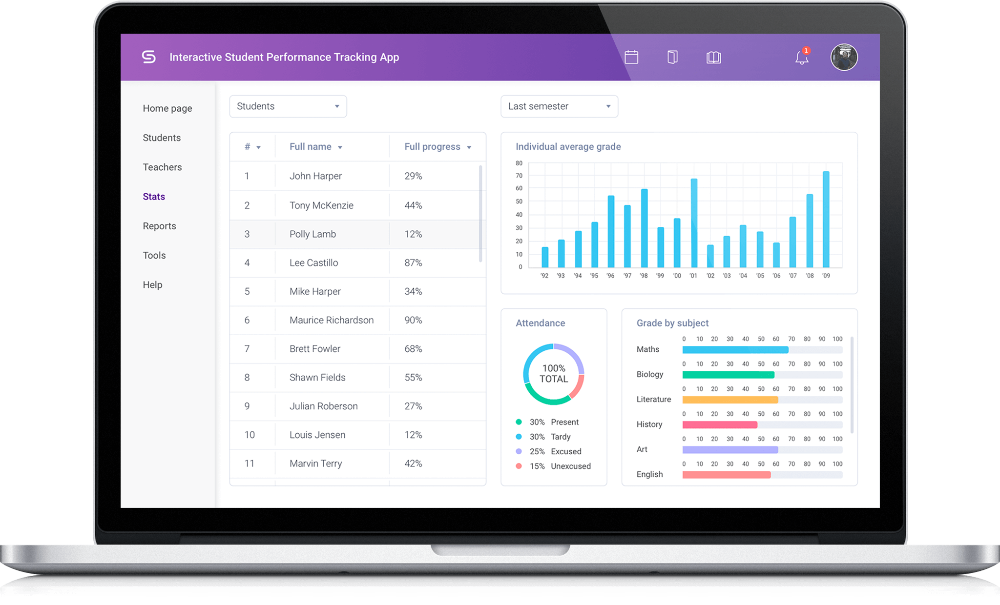 Interactive Student Performance Tracking App
1
Home page
Students
Teachers
Stats
Reports
Tools
Help
Students
Last semester
# Full name Full progress
1 John Harper 29%
2 Tony McKenzie 44%
3 Polly Lamb 12%
4 Lee Castillo 87%
5 Mike Harper 34%
6 Maurice Richardson 90%
7 Brett Fowler 68%
8 Shawn Fields 55%
9 Julian Roberson 27%
10 Louis Jensen 12%
11 Marvin Terry 42%
Individual average grade
80
70
60
50
40
30
20
10
0
'92 '93 '94 '95 '96 '97 '98 '99 '00 '01 '02 '03 '04 '05 '06 '07 '08 '09
Attendance
100%
TOTAL
30% Present
30% Tardy
25% Excused
15% Unexcused
Grade by subject
0 10 20 30 40 50 60 70 80 90 100
Maths
0 10 20 30 40 50 60 70 80 90 100
Biology
0 10 20 30 40 50 60 70 80 90 100
Literature
0 10 20 30 40 50 60 70 80 90 100
History
0 10 20 30 40 50 60 70 80 90 100
Art
0 10 20 30 40 50 60 70 80 90 100
English